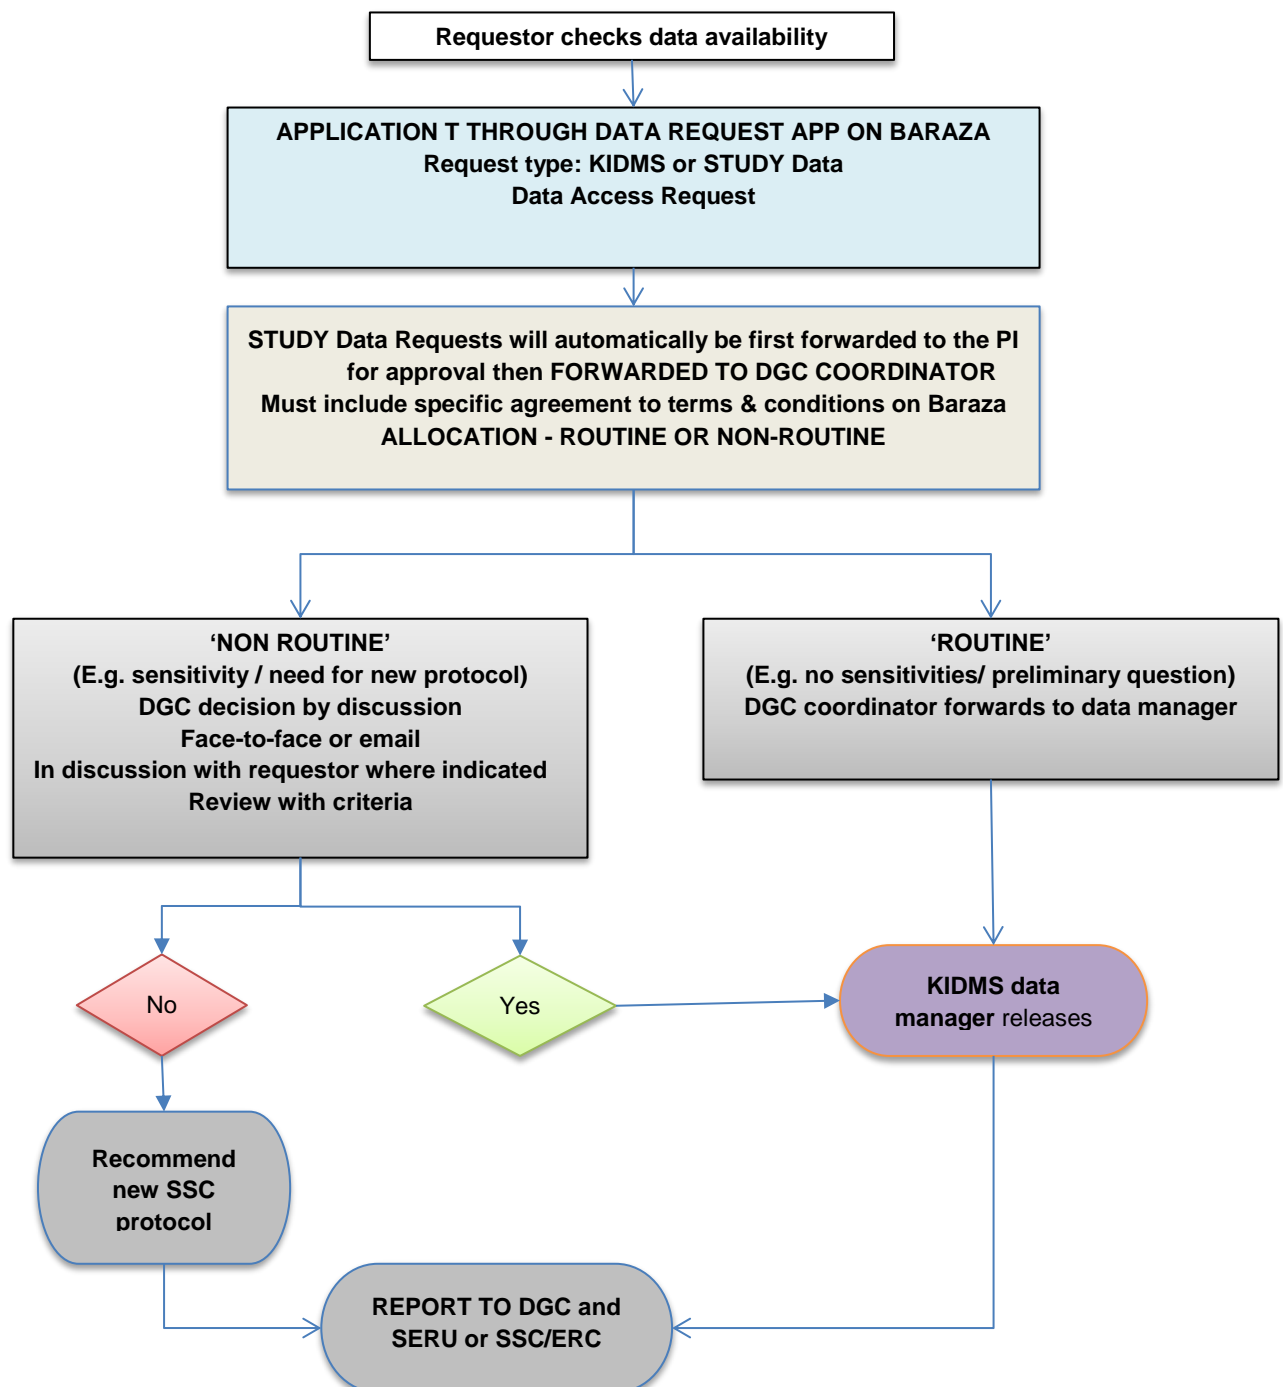 Requestor checks data availability
APPLICATION T THROUGH DATA REQUEST APP ON BARAZA
Request type: KIDMS or STUDY Data
Data Access Request
STUDY Data Requests will automatically be first forwarded to the PI
for approval then FORWARDED TO DGC COORDINATOR
Must include specific agreement to terms & conditions on Baraza
ALLOCATION - ROUTINE OR NON-ROUTINE
‘NON ROUTINE’
(E.g. sensitivity / need for new protocol)
DGC decision by discussion
Face-to-face or email
In discussion with requestor where indicated
Review with criteria
‘ROUTINE’
(E.g. no sensitivities/ preliminary question)
DGC coordinator forwards to data manager
No
Yes
KIDMS data
manager releases
Recommend
new SSC
protocol
REPORT TO DGC and
SERU or SSC/ERC